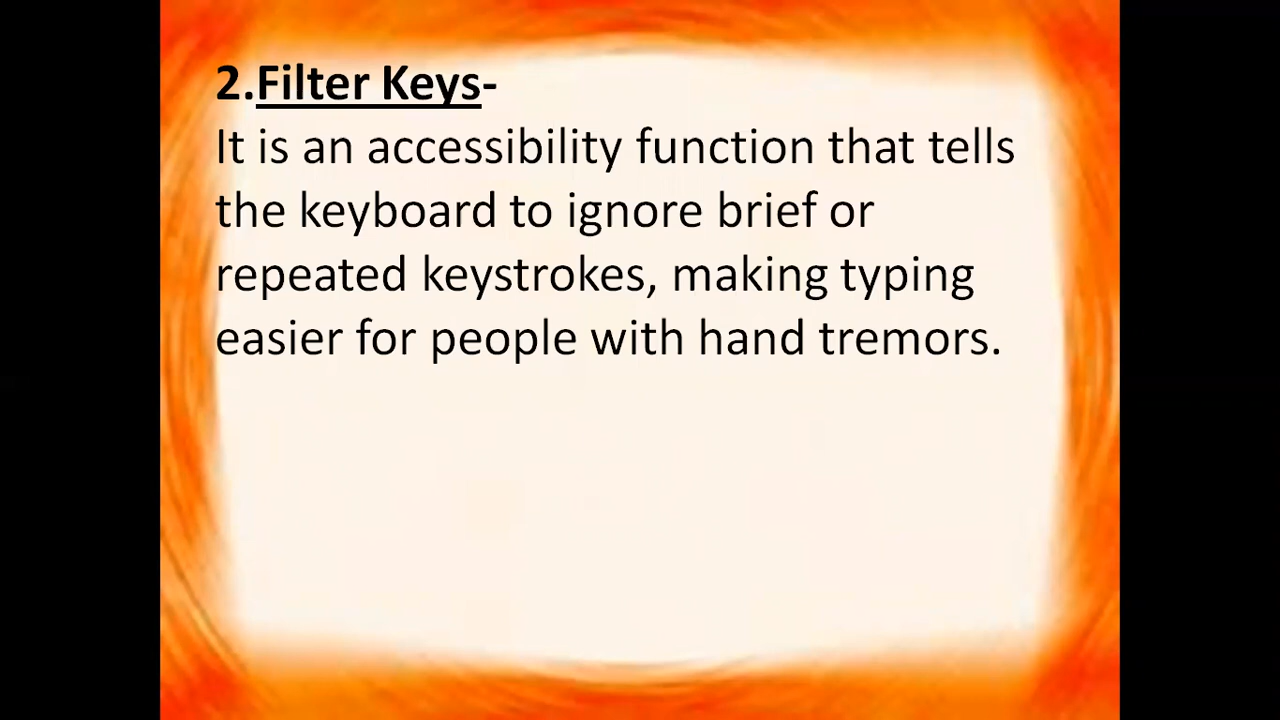 2.Filter Keys-
It is an accessibility function that tells
the keyboard to ignore brief or
repeated keystrokes, making typing
easier for people with hand tremors.